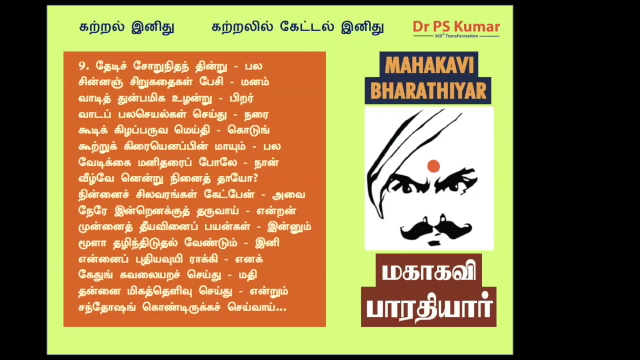 கற்றல் இனிது கற்றலில் கேட்டல் இனிது
Dr PS Kumar
360° Transformation
9. தேடிச் சோறுநிதந் தின்று - பல
சின்னஞ் சிறுகதைகள் பேசி - மனம்
வாடித் துன்பமிக உழன்று - பிறர்
வாடப் பலசெயல்கள் செய்து - நரை
கூடிக் கிழப்பருவ மெய்தி - கொடுங்
கூற்றுக் கிரையெனப்பின் மாயும் - பல
வேடிக்கை மனிதரைப் போலே - நான்
வீழ்வே னென்று நினைத் தாயோ?
நின்னைச் சிலவரங்கள் கேட்பேன் - அவை
நேரே இன்றெனக்குத் தருவாய் - என்றன்
முன்னைத் தீயவினைப் பயன்கள் - இன்னும்
மூளா தழிந்திடுதல் வேண்டும் - இனி
என்னைப் புதியவுயி ராக்கி - எனக்
கேதுங் கவலையறச் செய்து - மதி
தன்னை மிகத்தெளிவு செய்து - என்றும்
சந்தோஷங் கொண்டிருக்கச் செய்வாய்...
MAHAKAVI
BHARATHIYAR
மகாகவி
பாரதியார்